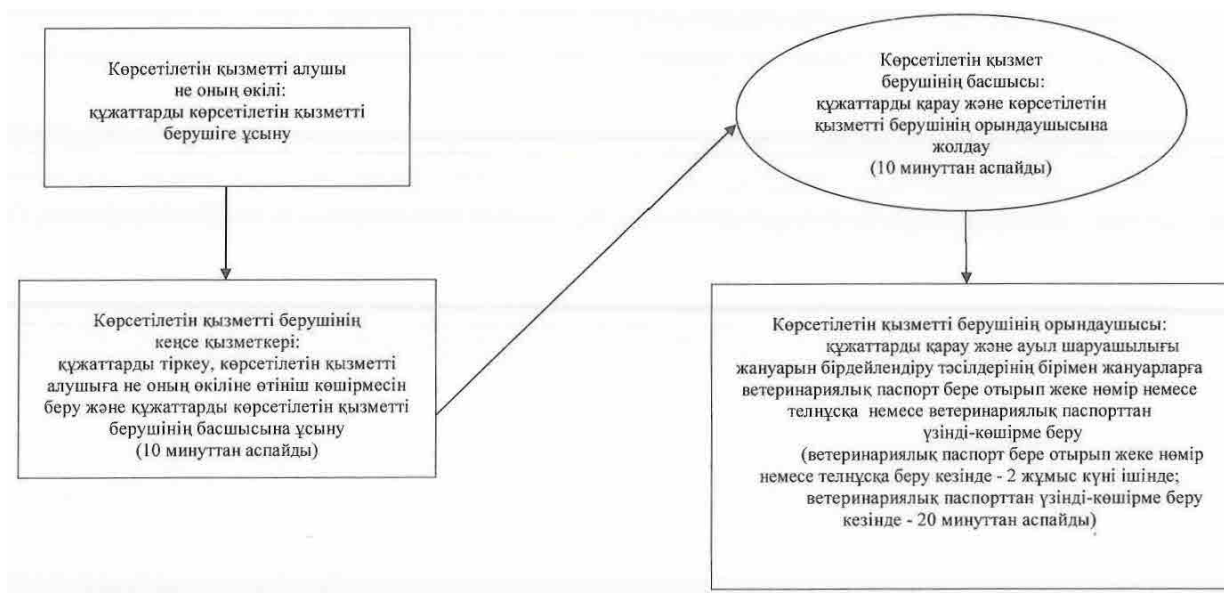 Көрсетілетін қызметті алушы
не оның өкілі:
құжаттарды көрсетілетін қызметті
берушіге ұсыну
Көрсетілетін қызметті берушінің
кеңсе қызметкері:
құжаттарды тіркеу, көрсетілетін қызметті
алушыға не оның өкіліне өтініш көшірмесін
беру және құжаттарды көрсетілетін қызметті
берушінің басшысына ұсыну
(10 минуттан аспайды)
Көрсетілетін қызмет
берушінің басшысы:
құжаттарды қарау және көрсетілетін
қызметті берушінің орындаушысына
жолдау
(10 минуттан аспайды)
Көрсетілетін қызметті берушінің орындаушысы:
құжаттарды қарау және ауыл шаруашылығы
жануарын бірдейлендіру тәсілдерінің бірімен жануарларға
ветеринариялық паспорт бере отырып жеке нөмір немесе
телнұсқа немесе ветеринариялық паспорттан
үзінді-көшірме беру
(ветеринариялық паспорт бере отырып жеке нөмір
немесе телнұсқа беру кезінде - 2 жұмыс күні ішінде;
ветеринариялық паспорттан үзінді-көшірме беру
кезінде - 20 минуттан аспайды)